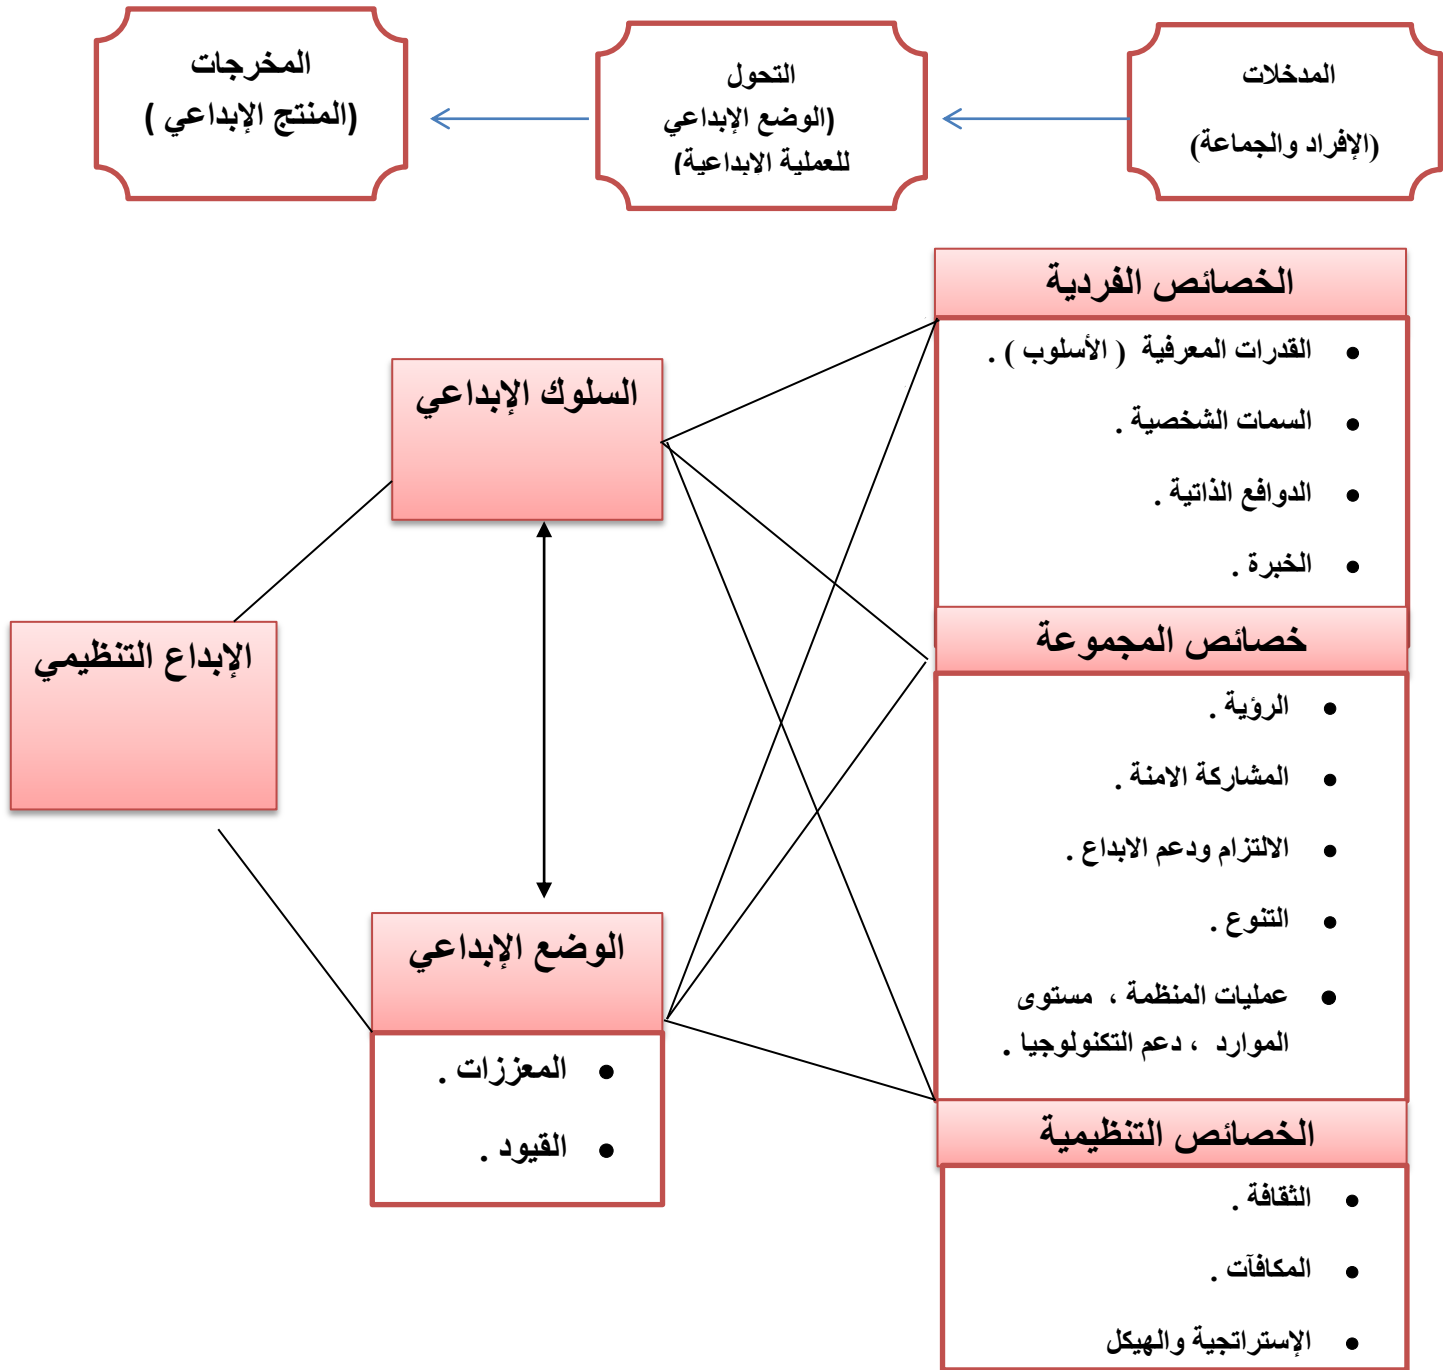 المدخلات
(الإفراد والجماعة)
التحول
(الوضع الإبداعي
للعملية الإبداعية)
المخرجات
(المنتج الإبداعي )
الخصائص الفردية
القدرات المعرفية ( الأسلوب ) .
السمات الشخصية .
الدوافع الذاتية .
الخبرة .
خصائص المجموعة
الرؤية .
المشاركة الامنة .
الالتزام ودعم الابداع .
التنوع .
عمليات المنظمة ، مستوى
الموارد ، دعم التكنولوجيا .
الخصائص التنظيمية
الثقافة .
المكافآت .
الإستراتجية والهيكل
السلوك الإبداعي
الوضع الإبداعي
المعززات .
القيود .
الإبداع التنظيمي